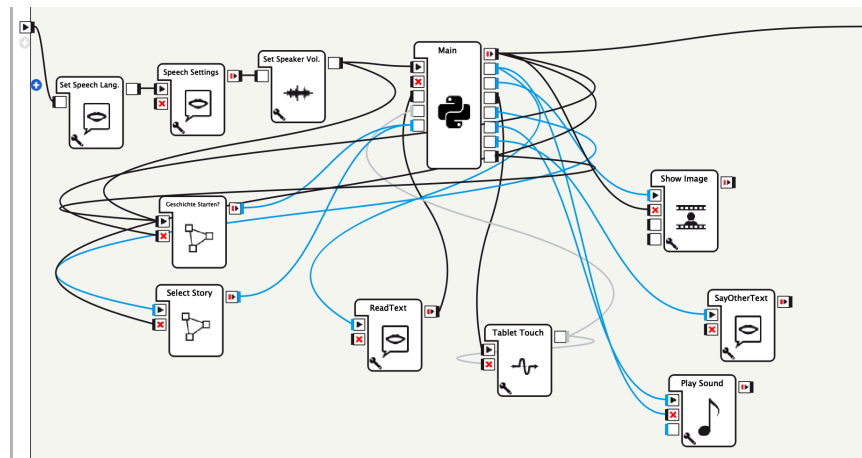 Main
Set Speaker Vol.
Speech Settings
Set Speech Lang.
Show Image
Geschichte Starten?
Select Story
SayOtherText
ReadText
Tablet Touch
Play Sound